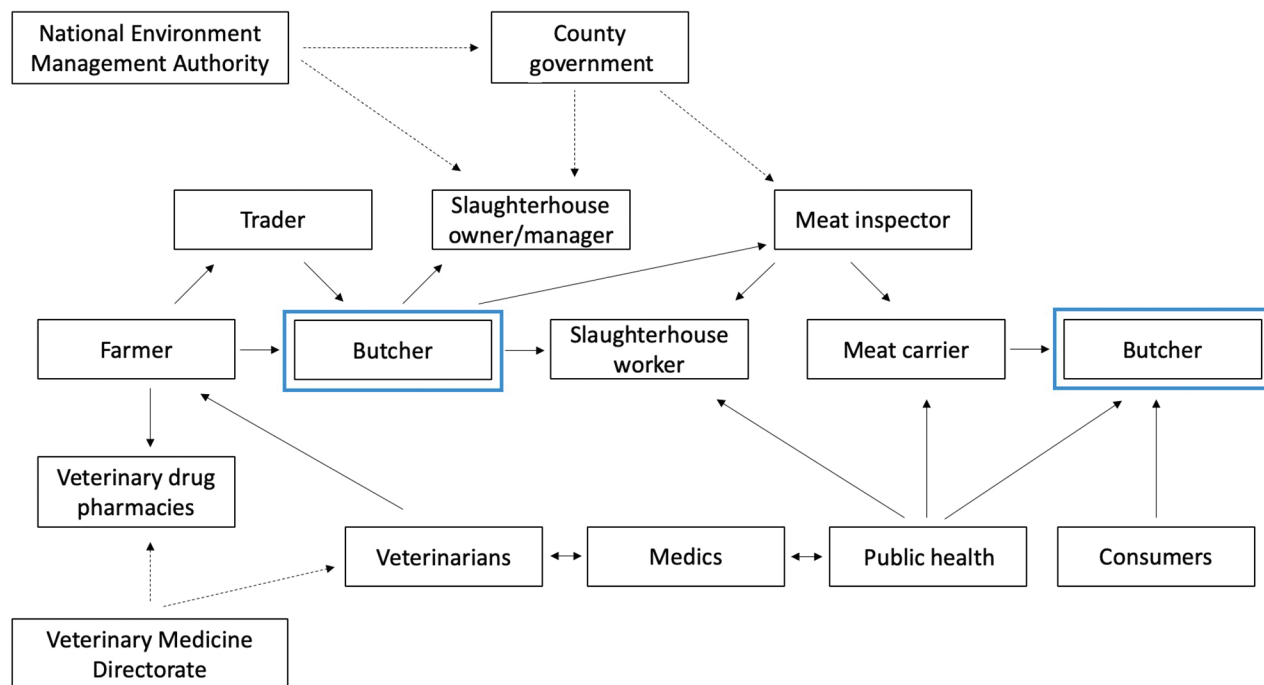 National Environment
Management Authority
County
government
Trader
Slaughterhouse
owner/manager
Meat inspector
Farmer
Butcher
Slaughterhouse
worker
Meat carrier
Butcher
Veterinary drug
pharmacies
Veterinarians
Medics
Public health
Consumers
Veterinary Medicine
Directorate